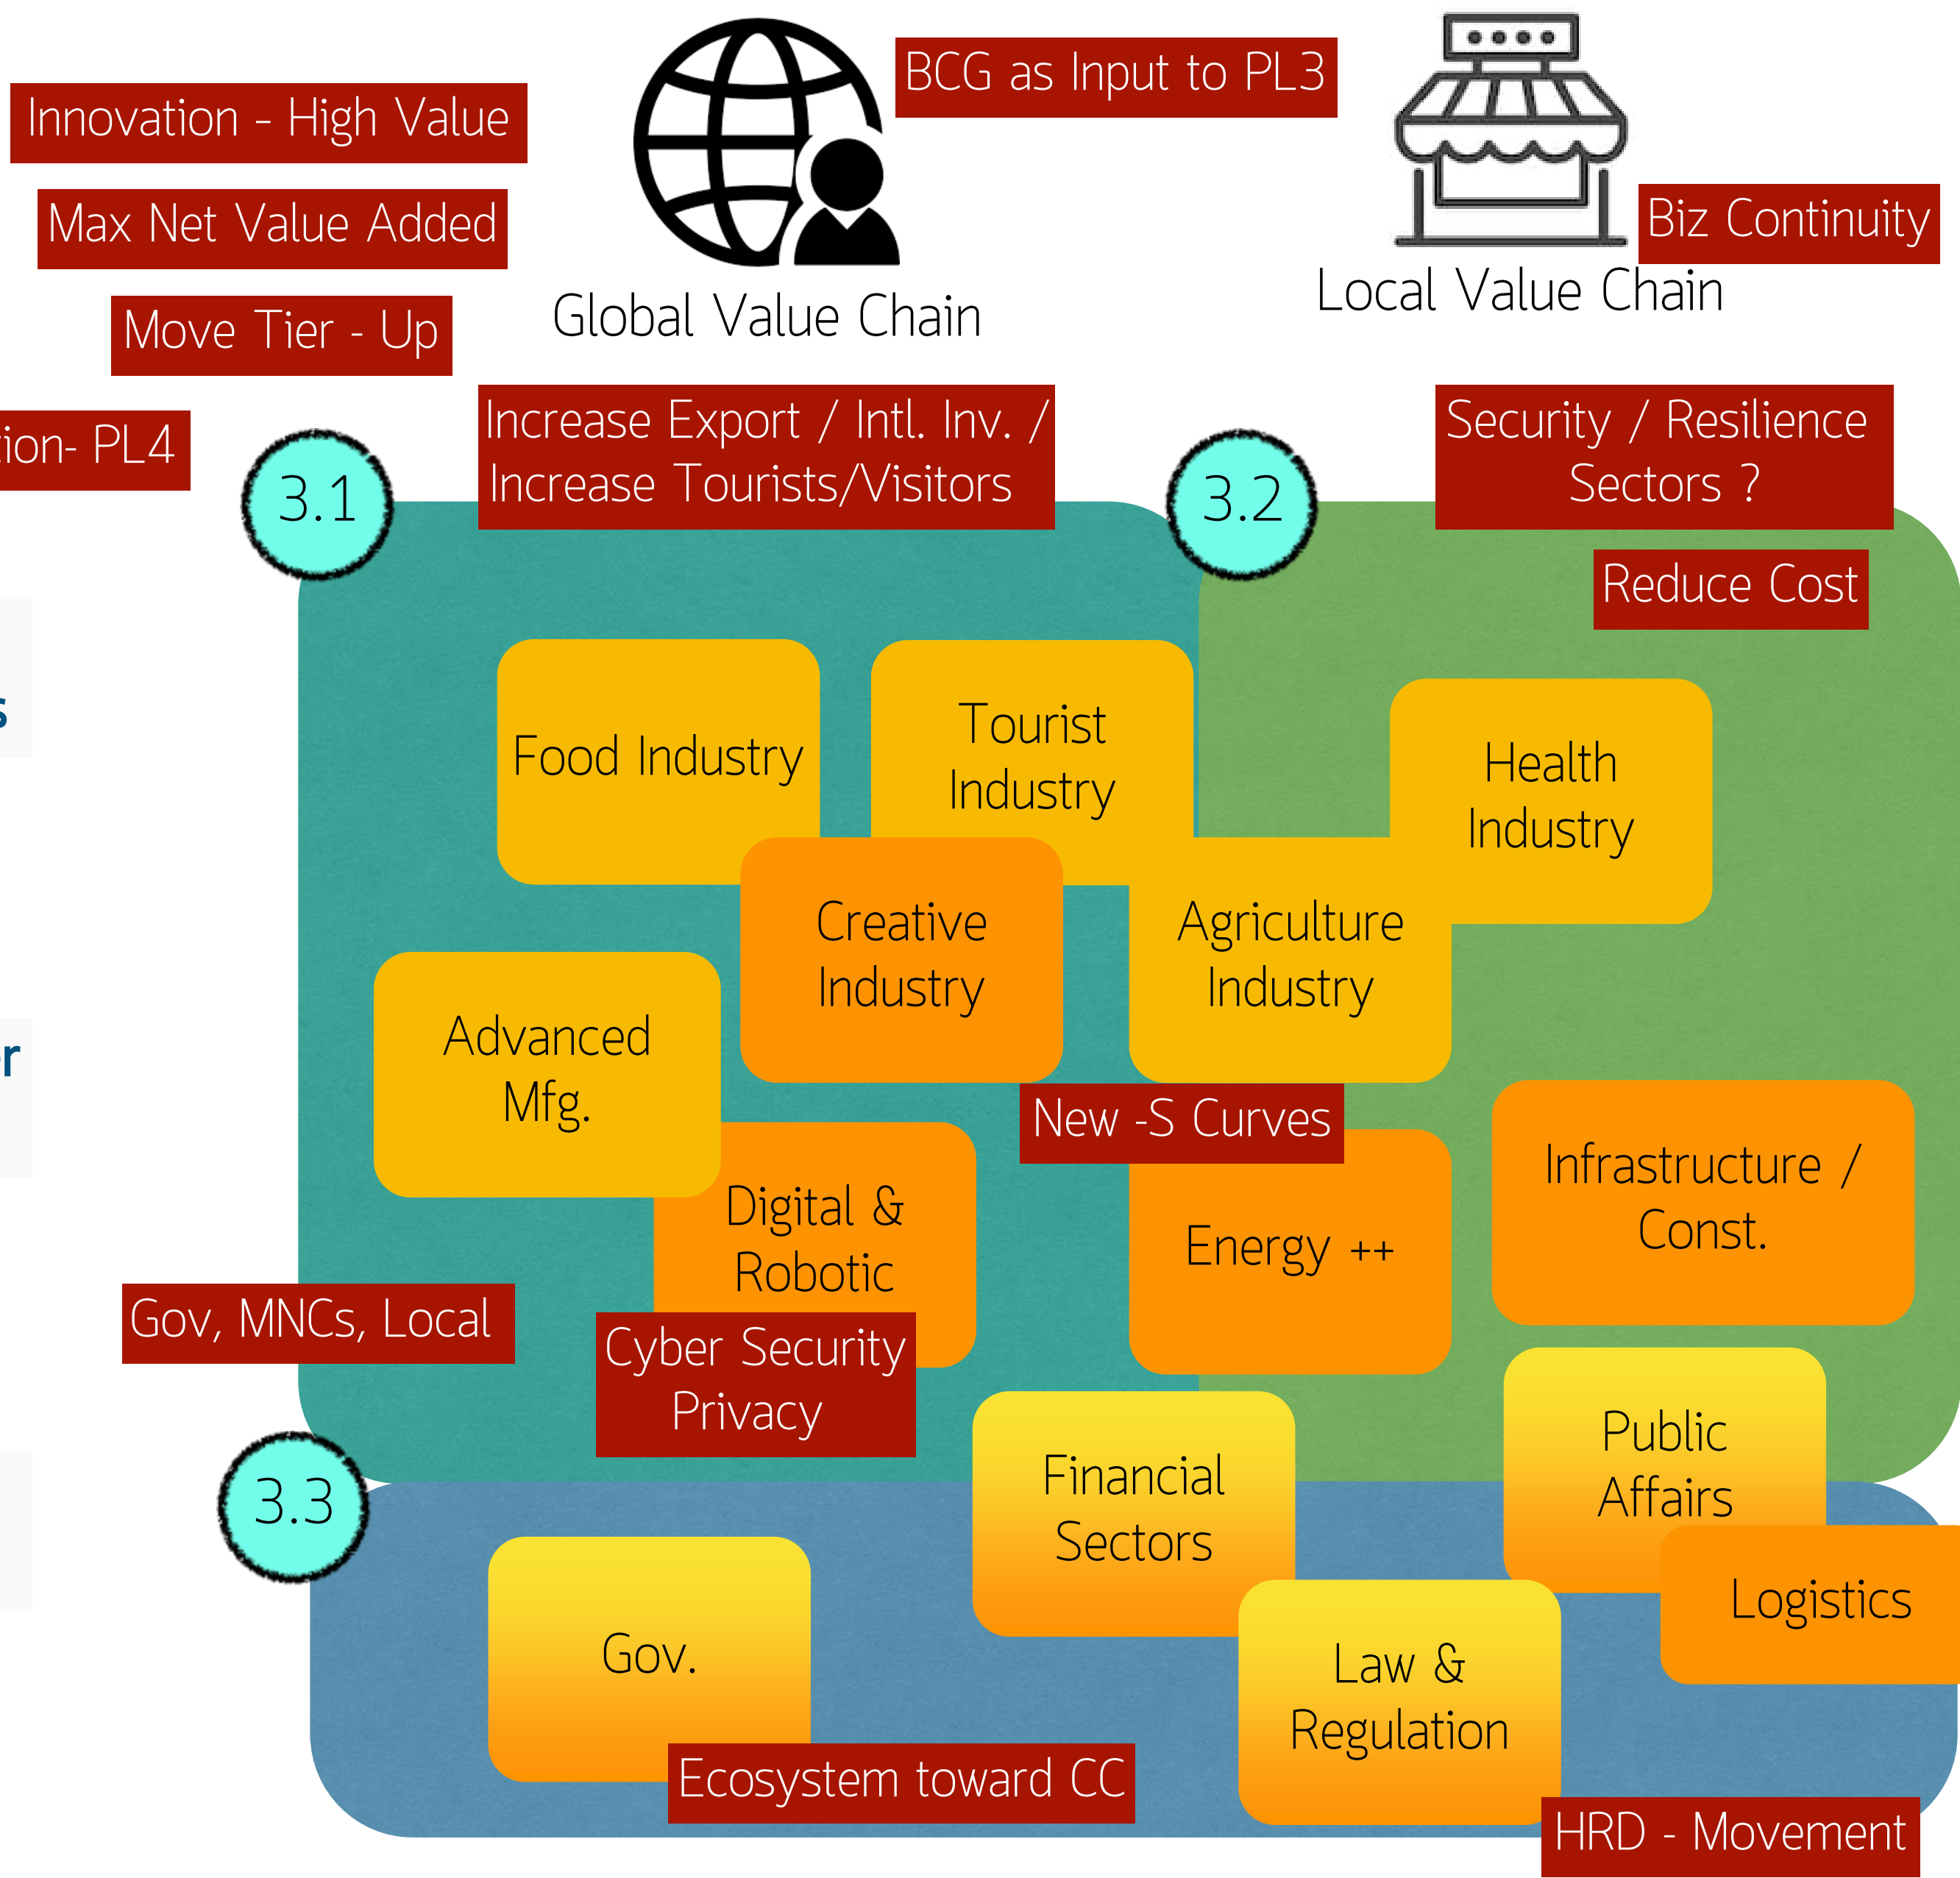 BCG as Input to PL3
Innovation - High Value
Max Net Value Added
Biz Continuity
Move Tier - Up
Global Value Chain
Local Value Chain
PL4
3.1
Increase Export / Intl. Inv. /
Increase Tourists/Visitors
3.2
Security / Resilience
Sectors ?
Reduce Cost
Food Industry
Tourist
Industry
Health
Industry
Creative
Industry
Agriculture
Industry
Advanced
Mfg.
New -S Curves
Digital &
Robotic
Energy ++
Infrastructure /
Const.
Gov, MNCs, Local
Cyber Security
Privacy
3.3
Financial
Sectors
Public
Affairs
Gov.
Law &
Regulation
Logistics
Ecosystem toward CC
HRD - Movement